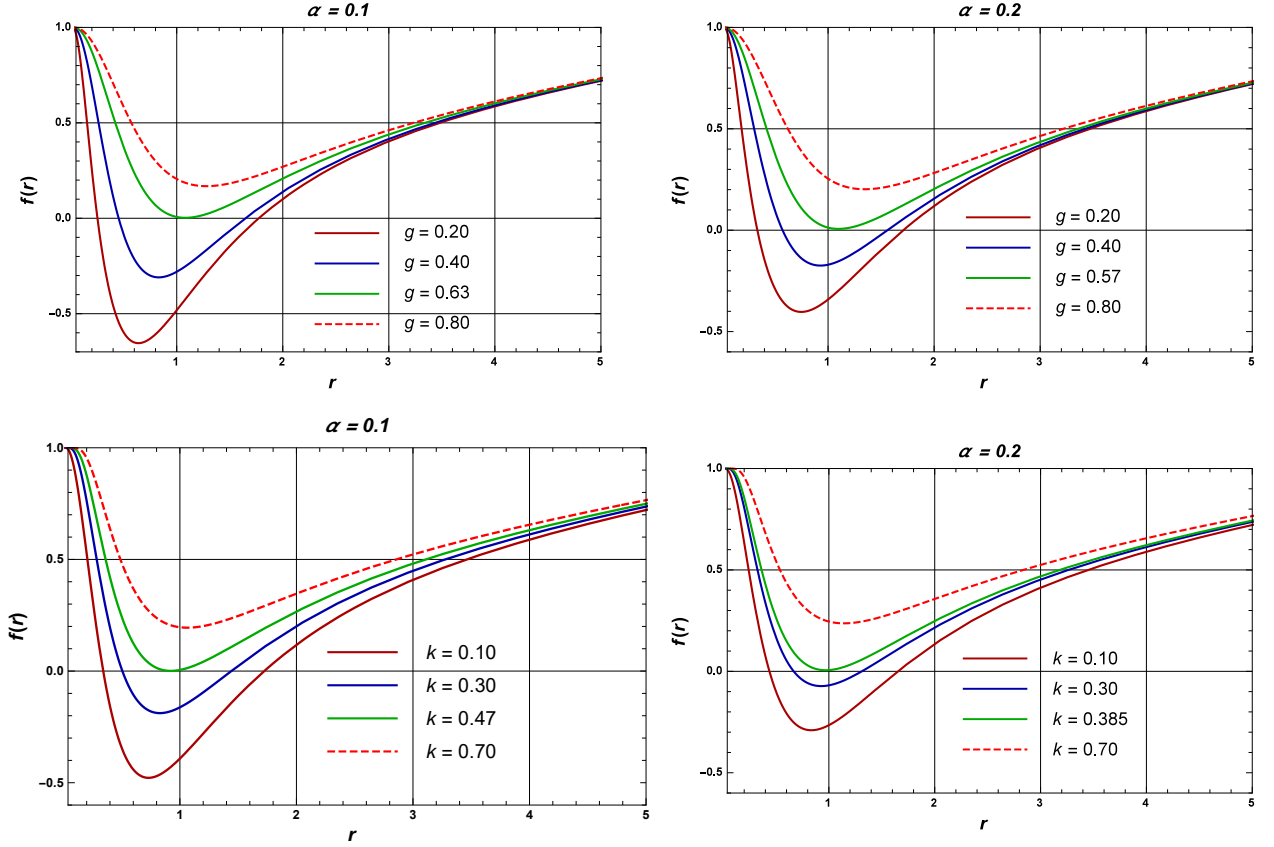 α = 0.1
1.0
0.5
0.0
−0.5
f(r)
g = 0.20
g = 0.40
g = 0.63
g = 0.80
1 2 3 4 5
r
α = 0.2
1.0
0.5
0.0
−0.5
f(r)
g = 0.20
g = 0.40
g = 0.57
g = 0.80
1 2 3 4 5
r
α = 0.1
1.0
0.5
0.0
−0.5
f(r)
k = 0.10
k = 0.30
k = 0.47
k = 0.70
1 2 3 4 5
r
α = 0.2
1.0
0.5
0.0
−0.5
f(r)
k = 0.10
k = 0.30
k = 0.385
k = 0.70
1 2 3 4 5
r